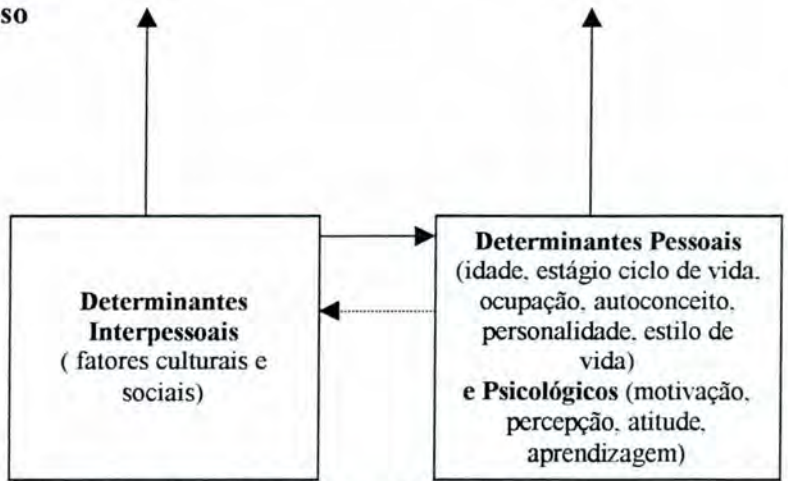 so
Determinantes
Interpessoais
( fatores culturais e
sociais)
Determinantes Pessoais
(idade, estágio ciclo de vida,
ocupação, autoconceito,
personalidade, estilo de
vida)
e Psicológicos (motivação,
percepção, atitude,
aprendizagem)